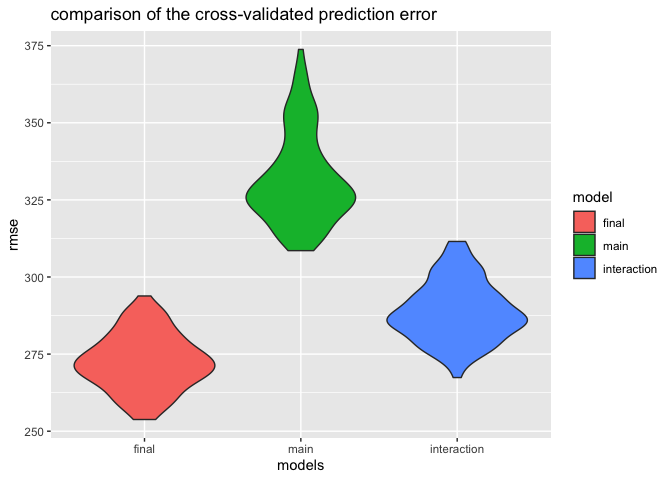 comparison of the cross-validated prediction error
375
350
325
300
275
250
rmse
final
main
interaction
models
model
final
main
interaction